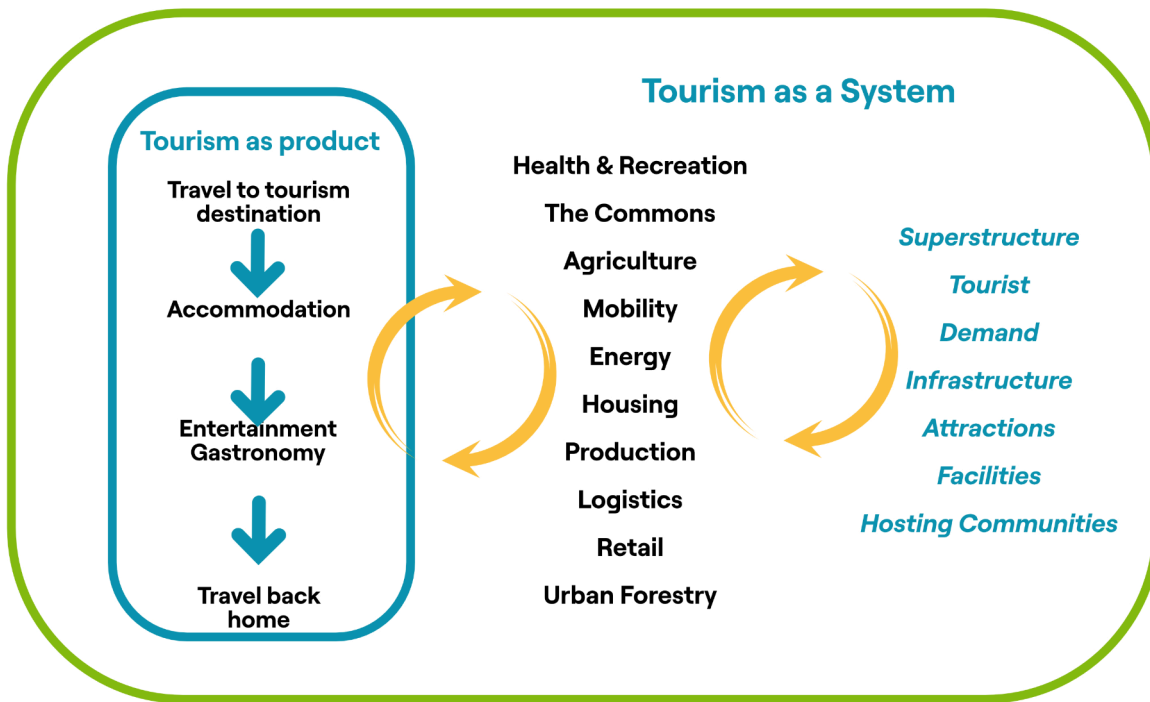 Tourism as a System
Tourism as product
Travel to tourism
destination
Accommodation
Entertainment
Gastronomy
Travel back
home
Health & Recreation
The Commons
Agriculture
Mobility
Energy
Housing
Production
Logistics
Retail
Urban Forestry
Superstructure
Tourist
Demand
Infrastructure
Attractions
Facilities
Hosting Communities